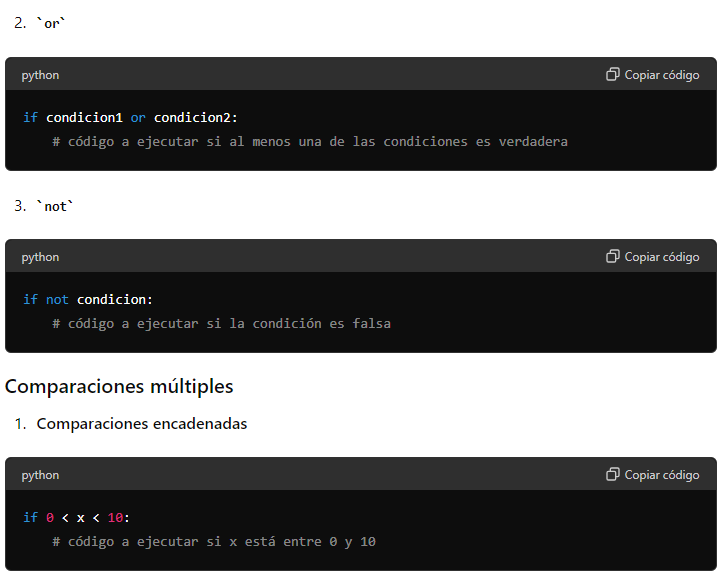 2. `or`
python Copiar código
if condicion1 or condicion2:
    # código a ejecutar si al menos una de las condiciones es verdadera
3. `not`
python Copiar código
if not condicion:
    # código a ejecutar si la condición es falsa
Comparaciones múltiples
1. Comparaciones encadenadas
python Copiar código
if 0 < x < 10:
    # código a ejecutar si x está entre 0 y 10